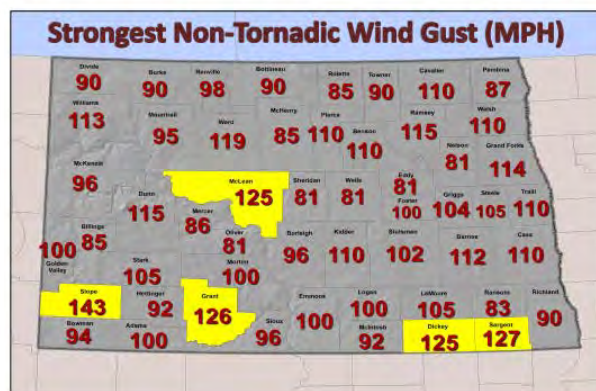 Strongest Non-Tornadic Wind Gust (MPH)
Divide Burke Renville Bottineau Rolette Towner Cavalier Pembina
90 90 98 90 85 90 110 87
Williams Mountrail Ward McHenry Pierce Benson Ramsey Walsh
113 95 119 85 110 110 115 110
Nelson Grand Forks
81 114
McKenzie Dunn McLean Sheridan Wells Eddy
96 115 125 81 81 81
Mercer Foster Griggs Steele Traill
86 100 104 105 110
Billings Oliver
85 81
100
Golden
Valley
Stark Morton Burleigh Kidder Stutsman Barnes Cass
105 100 96 110 102 112 110
Slope Hettinger Grant Emmons Logan LaMoure Ransom Richland
143 92 126 100 100 105 83 90
Bowman Adams Sioux McIntosh Dickey Sargent
94 100 96 92 125 127